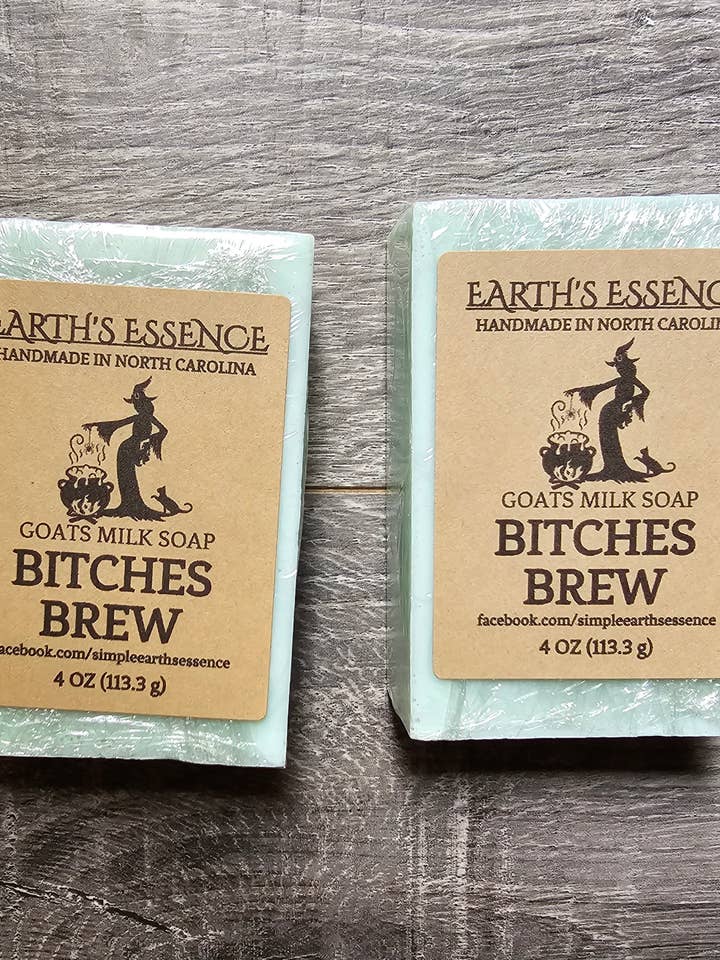 EARTH'S ESSENCE
HANDMADE IN NORTH CAROLINA
GOATS MILK SOAP
BITCHES
BREW
facebook.com/simpleearthsessence
4 OZ (113.3 g)
EARTH'S ESSENC
HANDMADE IN NORTH CAROLIN
GOATS MILK SOAP
BITCHES
BREW
facebook.com/simpleearthsessence
4 OZ (113.3 g)